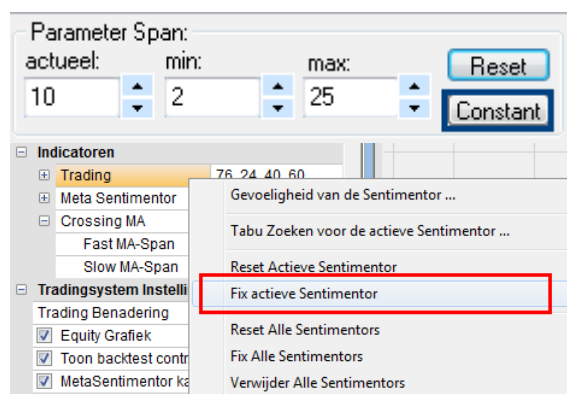 Parameter Span:
actueel: min: max: Reset
10 2 25 Constant
Indicatoren
Trading 76, 24, 40, 60
Meta Sentimentor
Crossing MA
Fast MA-Span
Slow MA-Span
Tradingsystem Instelli
Trading Benadering
Equity Grafiek
Toon backtest contr
MetaSentimentor ka
Gevoeligheid van de Sentimentor ...
Tabu Zoeken voor de actieve Sentimentor ...
Reset Actieve Sentimentor
Fix actieve Sentimentor
Reset Alle Sentimentors
Fix Alle Sentimentors
Verwijder Alle Sentimentors